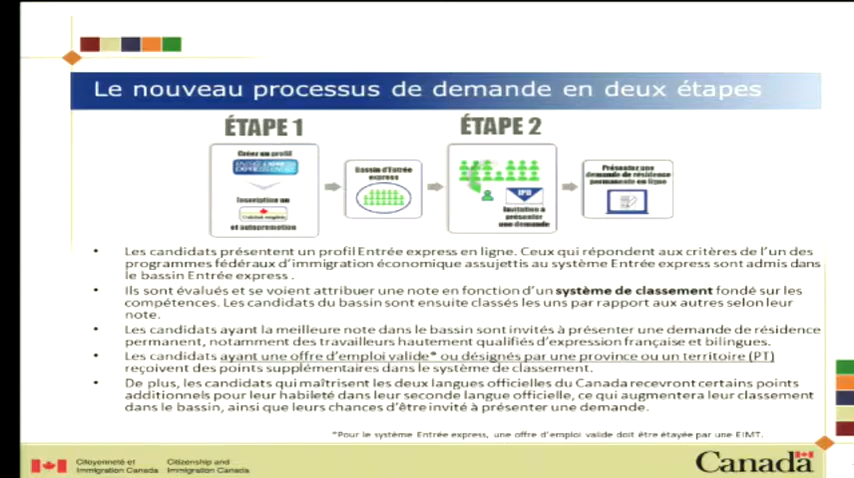 Le nouveau processus de demande en deux étapes
ÉTAPE 1
ÉTAPE 2
Créer un profil
ENTRÉE EXPRESS
Inscription au
Guichet emplois
et autopromotion
Bassin d'Entrée
express
IPD
Invitation à
présenter
une demande
Présentez une
demande de résidence
permanente en ligne
• Les candidats présentent un profil Entrée express en ligne. Ceux qui répondent aux critères de l'un des
programmes fédéraux d'immigration économique assujettis au système Entrée express sont admis dans
le bassin Entrée express .
• Ils sont évalués et se voient attribuer une note en fonction d'un système de classement fondé sur les
compétences. Les candidats du bassin sont ensuite classés les uns par rapport aux autres selon leur
note.
• Les candidats ayant la meilleure note dans le bassin sont invités à présenter une demande de résidence
permanent, notamment des travailleurs hautement qualifiés d'expression française et bilingues.
• Les candidats ayant une offre d'emploi valide* ou désignés par une province ou un territoire (PT)
reçoivent des points supplémentaires dans le système de classement.
• De plus, les candidats qui maîtrisent les deux langues officielles du Canada recevront certains points
additionnels pour leur habileté dans leur seconde langue officielle, ce qui augmentera leur classement
dans le bassin, ainsi que leurs chances d'être invité à présenter une demande.
*Pour le système Entrée express, une offre d'emploi valide doit être étayée par une EIMT.
Citoyenneté et
Immigration Canada
Citizenship and
Immigration Canada
Canada